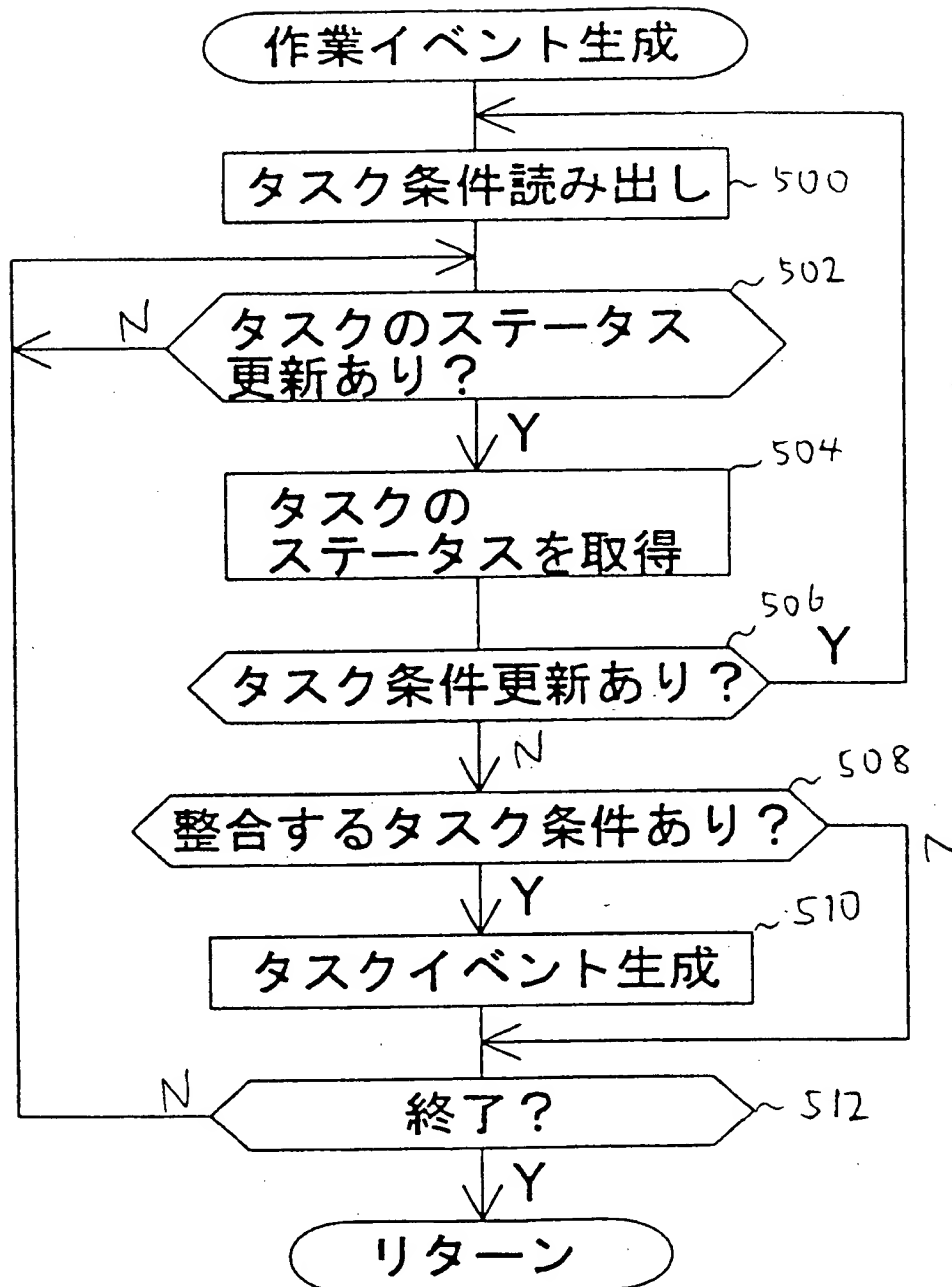 作業イベント生成
タスク条件読み出し
500
502
N
タスクのステータス
更新あり？
Y
504
タスクの
ステータスを取得
506
Y
タスク条件更新あり？
N
508
整合するタスク条件あり？
N
Y
510
タスクイベント生成
N
終了？
512
Y
リターン